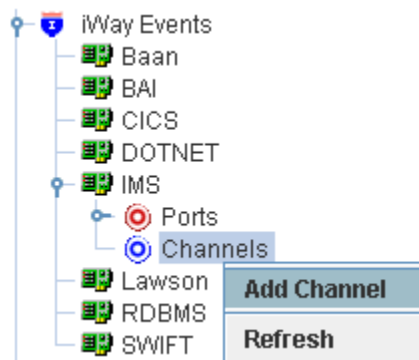 iWay Events
Baan
BAI
CICS
DOTNET
IMS
Ports
Channels
Lawson
Add Channel
RDBMS
Refresh
SWIFT